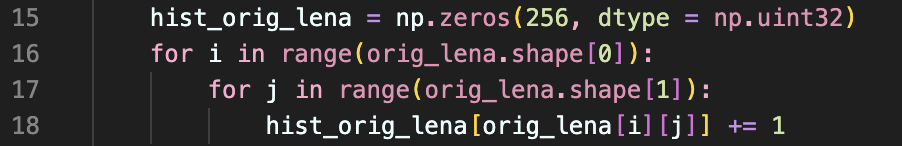 15 hist_orig_lena = np.zeros(256, dtype = np.uint32)
16 for i in range(orig_lena.shape[0]):
17 for j in range(orig_lena.shape[1]):
18 hist_orig_lena[orig_lena[i][j]] += 1